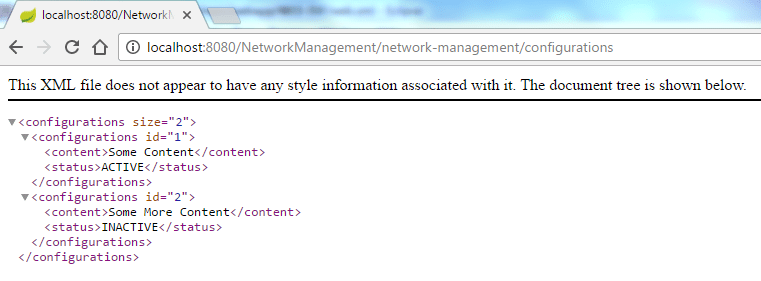 localhost:8080/NetworkM
localhost:8080/NetworkManagement/network-management/configurations
This XML file does not appear to have any style information associated with it. The document tree is shown below.
<configurations size="2">
<configurations id="1">
<content>Some Content</content>
<status>ACTIVE</status>
</configurations>
<configurations id="2">
<content>Some More Content</content>
<status>INACTIVE</status>
</configurations>
</configurations>